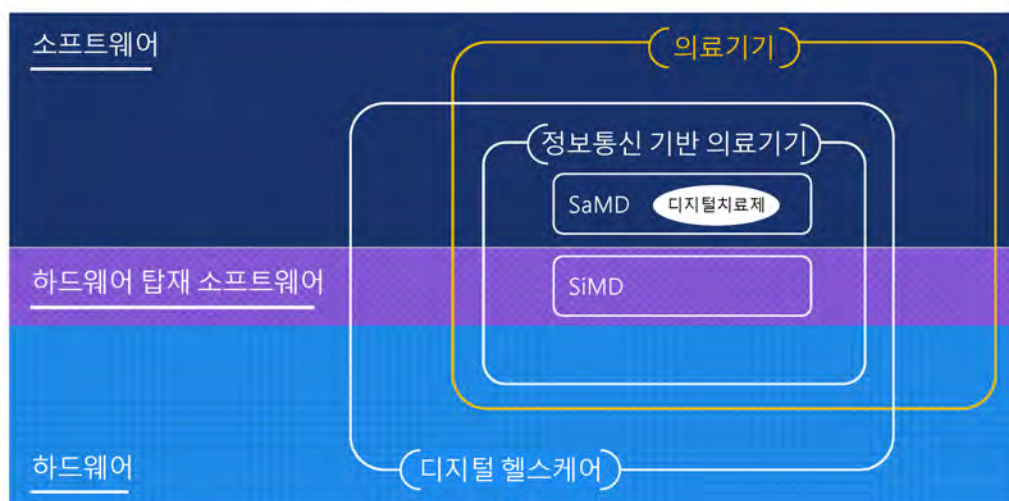 소프트웨어
의료기기
정보통신 기반 의료기기
SaMD 디지털치료제
하드웨어 탑재 소프트웨어
SiMD
하드웨어
디지털 헬스케어